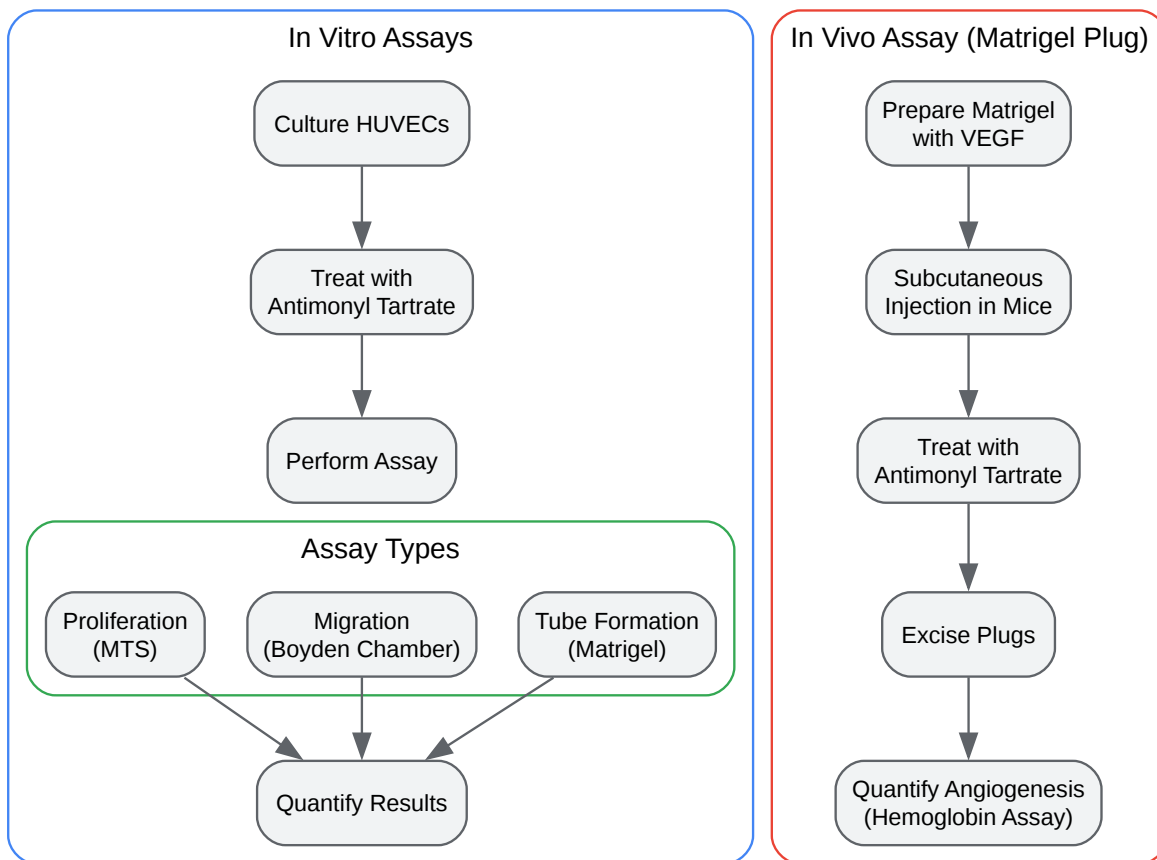 In Vitro Assays
Culture HUVECs
Treat with
Antimonyl Tartrate
Perform Assay
Assay Types
Proliferation
(MTS)
Migration
(Boyden Chamber)
Tube Formation
(Matrigel)
Quantify Results
In Vivo Assay (Matrigel Plug)
Prepare Matrigel
with VEGF
Subcutaneous
Injection in Mice
Treat with
Antimonyl Tartrate
Excise Plugs
Quantify Angiogenesis
(Hemoglobin Assay)